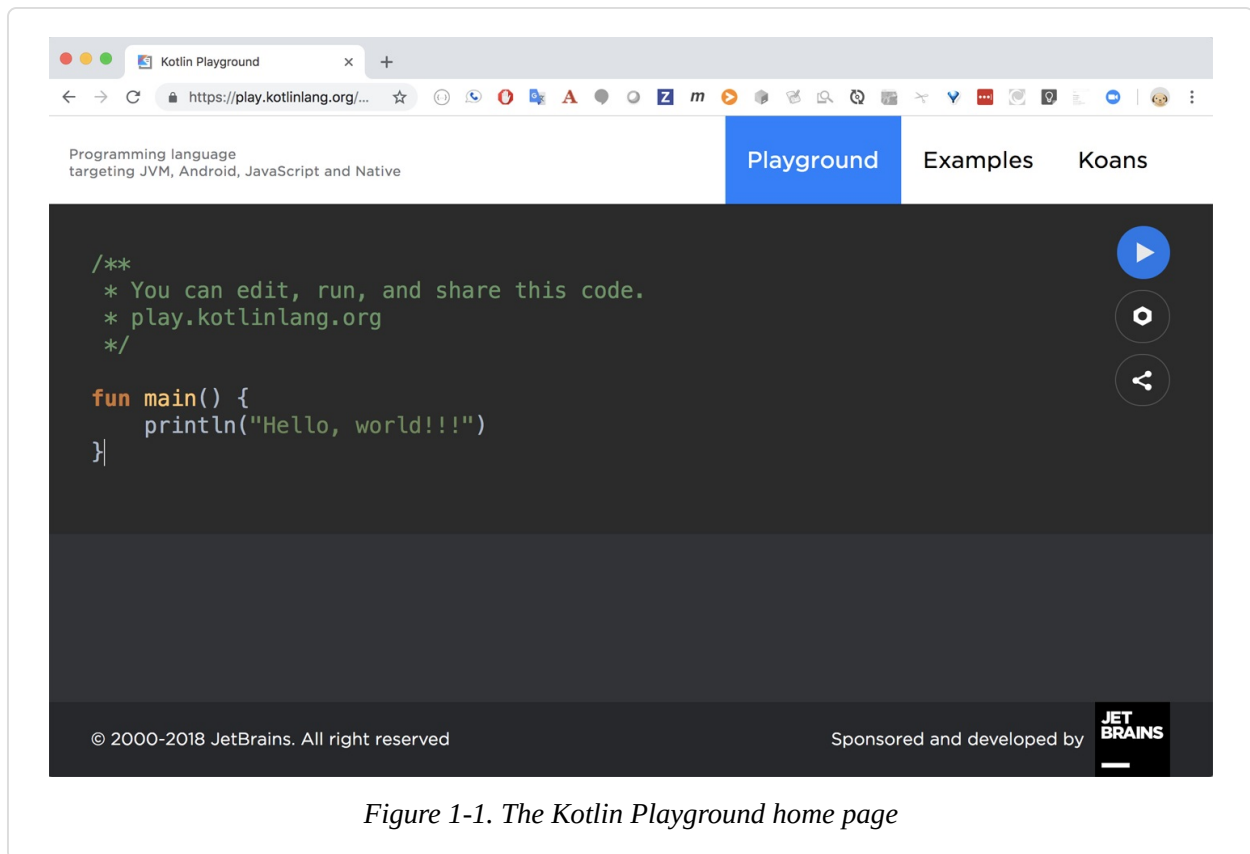 Kotlin Playground
https://play.kotlinlang.org/...
Programming language
targeting JVM, Android, JavaScript and Native
Playground
Examples
Koans
/**
 * You can edit, run, and share this code.
 * play.kotlinlang.org
 */
fun main() {
    println("Hello, world!!!")
}
© 2000-2018 JetBrains. All right reserved
Sponsored and developed by
JET
BRAINS
Figure 1-1. The Kotlin Playground home page